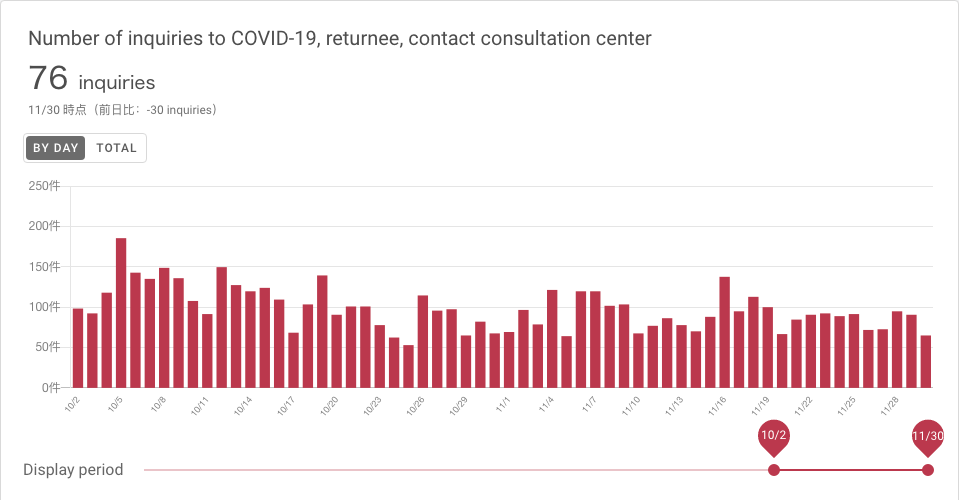 Number of inquiries to COVID-19, returnee, contact consultation center
76 inquiries
11/30 時点（前日比：-30 inquiries）
BY DAY TOTAL
250件
200件
150件
100件
50件
0件
10/2 10/5 10/8 10/11 10/14 10/17 10/20 10/23 10/26 10/29 11/1 11/4 11/7 11/10 11/13 11/16 11/19 11/22 11/25 11/28
10/2 11/30
Display period